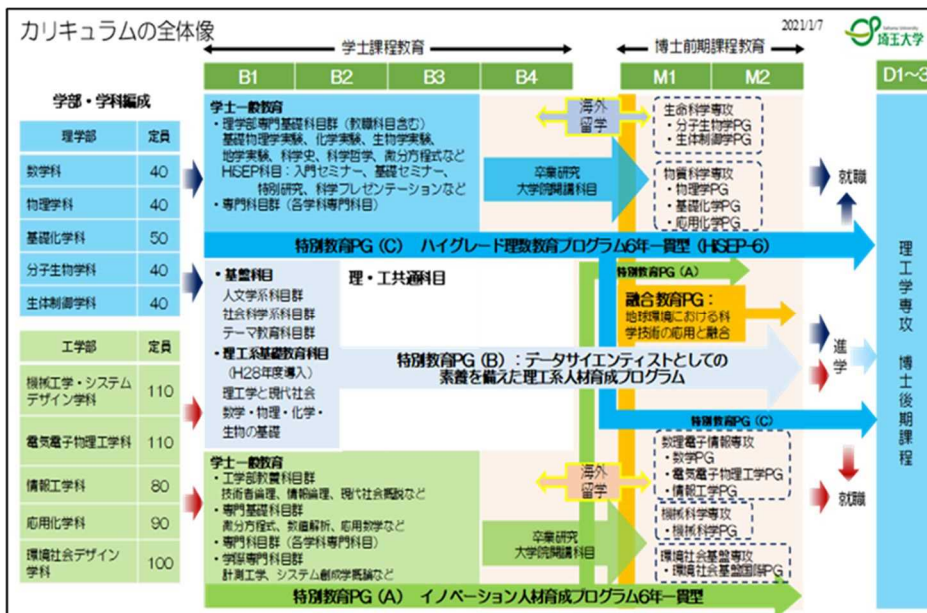 カリキュラムの全体像
2021/1/7
Saitama University
埼玉大学
学士課程教育
博士前期課程教育
B1
B2
B3
B4
M1
M2
D1～3
学部・学科編成
理学部 定員
数学科 40
物理学科 40
基礎化学科 50
分子生物学科 40
生体制御学科 40
工学部 定員
機械工学・システム
デザイン学科 110
電気電子物理工学科 110
情報工学科 80
応用化学科 90
環境社会デザイン
学科 100
学士一般教育
・理学部専門基礎科目群（教職科目含む）
基礎物理学実験、化学実験、生物学実験、
地学実験、科学史、科学哲学、微分方程式など
HiSEP科目：入門セミナー、基礎セミナー、
特別研究、科学プレゼンテーションなど
・専門科目群（各学科専門科目）
海外
留学
卒業研究
大学院開講科目
生命科学専攻
・分子生物学PG
・生体制御学PG
物質科学専攻
・物理学PG
・基礎化学PG
・応用化学PG
就職
特別教育PG（C） ハイグレード理数教育プログラム6年一貫型（HiSEP-6）
・基盤科目
人文学系科目群
社会科学系科目群
テーマ教育科目群
・理工系基礎教育科目
（H28年度導入）
理工学と現代社会
数学・物理・化学・
生物の基礎
理・工共通科目
特別教育PG（A）
融合教育PG：
地球環境における科
学技術の応用と融合
特別教育PG（B）：データサイエンティストとしての
素養を備えた理工系人材育成プログラム
進学
特別教育PG（C）
学士一般教育
・工学部教養科目群
技術者倫理、情報倫理、現代社会概説など
・専門基礎科目群
微分方程式、数値解析、応用数学など
・専門科目群（各学科専門科目）
・学際専門科目群
計測工学、システム創成学概論など
海外
留学
卒業研究
大学院開講科目
数理電子情報専攻
・数学PG
・電気電子物理工学PG
・情報工学PG
機械科学専攻
・機械科学PG
環境社会基盤専攻
・環境社会基盤国際PG
就職
特別教育PG（A） イノベーション人材育成プログラム6年一貫型
理工学専攻 博士後期課程